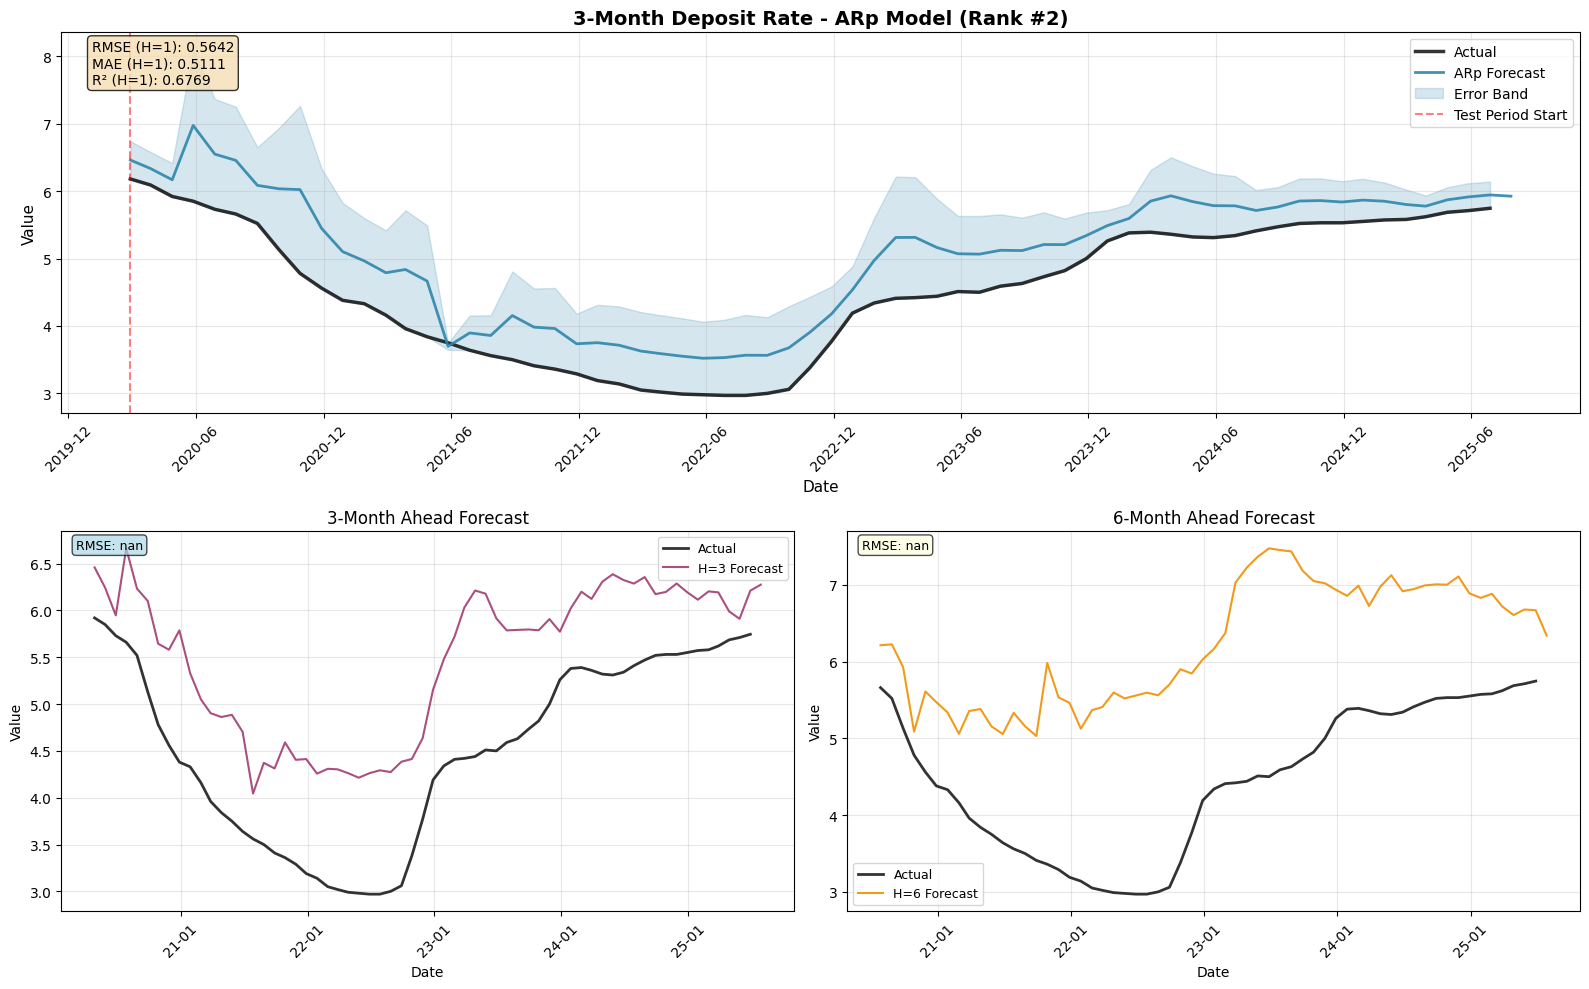 3-Month Deposit Rate - ARp Model (Rank #2)
RMSE (H=1): 0.5642
MAE (H=1): 0.5111
R² (H=1): 0.6769
Actual
ARp Forecast
Error Band
Test Period Start
Value
8
7
6
5
4
3
2019-12
2020-06
2020-12
2021-06
2021-12
2022-06
2022-12
2023-06
2023-12
2024-06
2024-12
2025-06
Date
3-Month Ahead Forecast
RMSE: nan
Actual
H=3 Forecast
Value
6.5
6.0
5.5
5.0
4.5
4.0
3.5
3.0
21-01
22-01
23-01
24-01
25-01
Date
6-Month Ahead Forecast
RMSE: nan
Value
7
6
5
4
3
Actual
H=6 Forecast
21-01
22-01
23-01
24-01
25-01
Date